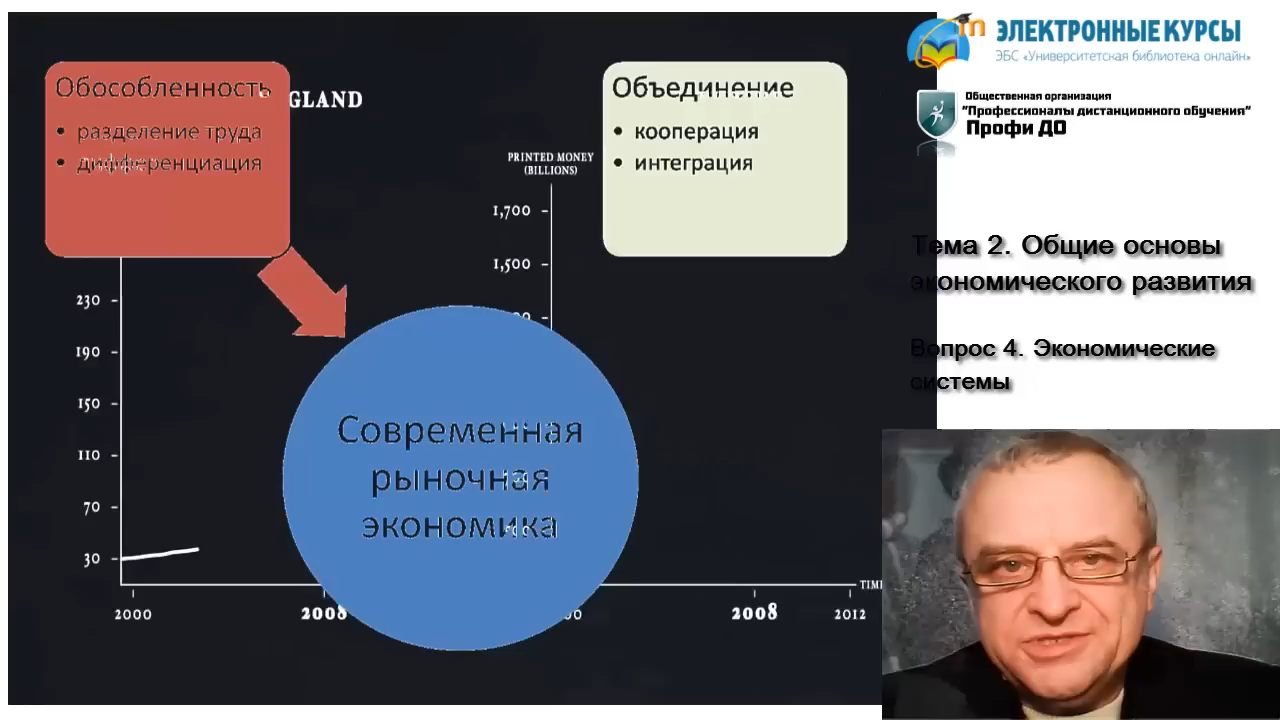 Обособленность
• разделение труда
• дифференциация
GLAND
Объединение
• кооперация
• интеграция
PRINTED MONEY
(BILLIONS)
1,700
1,500
230
190
150
110
70
30
2000
2008
2008
2012
Современная
рыночная
экономика
ЭЛЕКТРОННЫЕ КУРСЫ
ЭБС «Университетская библиотека онлайн»
Общественная организация
"Профессионалы дистанционного обучения"
Профи ДО
Тема 2. Общие основы
экономического развития
Вопрос 4. Экономические
системы